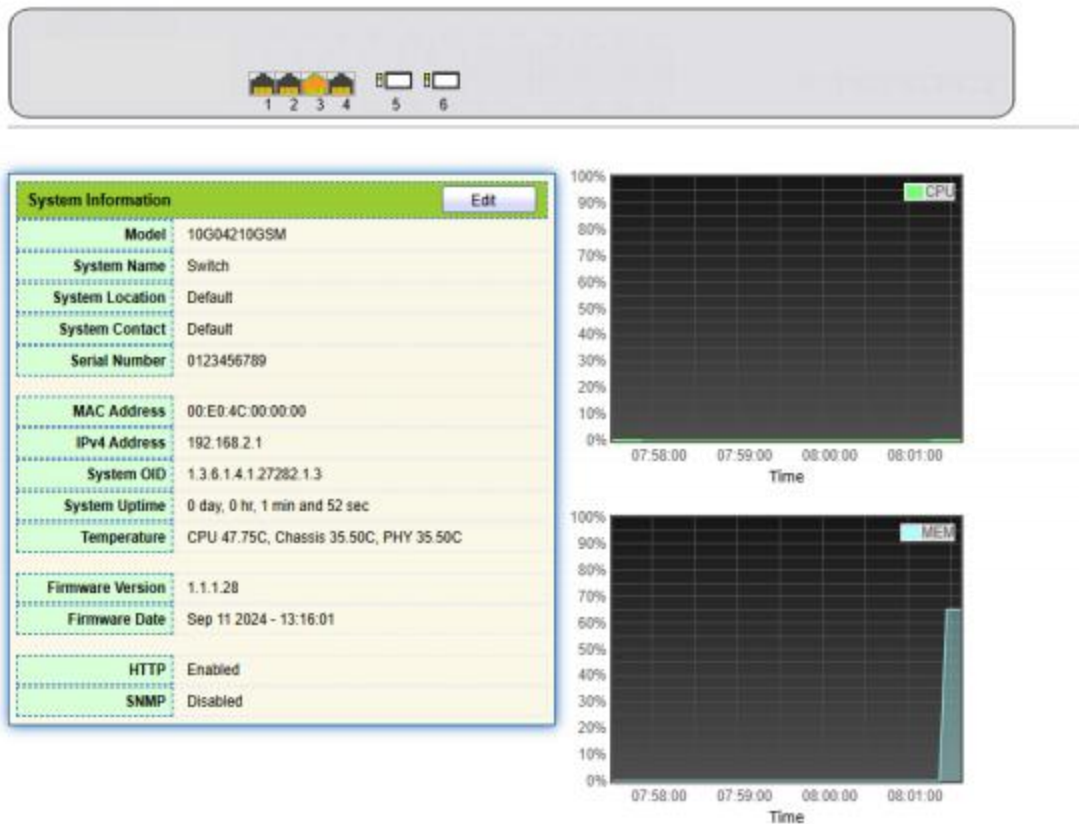 1 2 3 4 5 6
System Information Edit
Model 10G04210GSM
System Name Switch
System Location Default
System Contact Default
Serial Number 0123456789
MAC Address 00:E0:4C:00:00:00
IPv4 Address 192.168.2.1
System OID 1.3.6.1.4.1.27282.1.3
System Uptime 0 day, 0 hr, 1 min and 52 sec
Temperature CPU 47.75C, Chassis 35.50C, PHY 35.50C
Firmware Version 1.1.1.28
Firmware Date Sep 11 2024 - 13:16:01
HTTP Enabled
SNMP Disabled
100%
CPU
90%
80%
70%
60%
50%
40%
30%
20%
10%
0%
07:58:00 07:59:00 08:00:00 08:01:00
Time
100%
MEM
90%
80%
70%
60%
50%
40%
30%
20%
10%
0%
07:58:00 07:59:00 08:00:00 08:01:00
Time